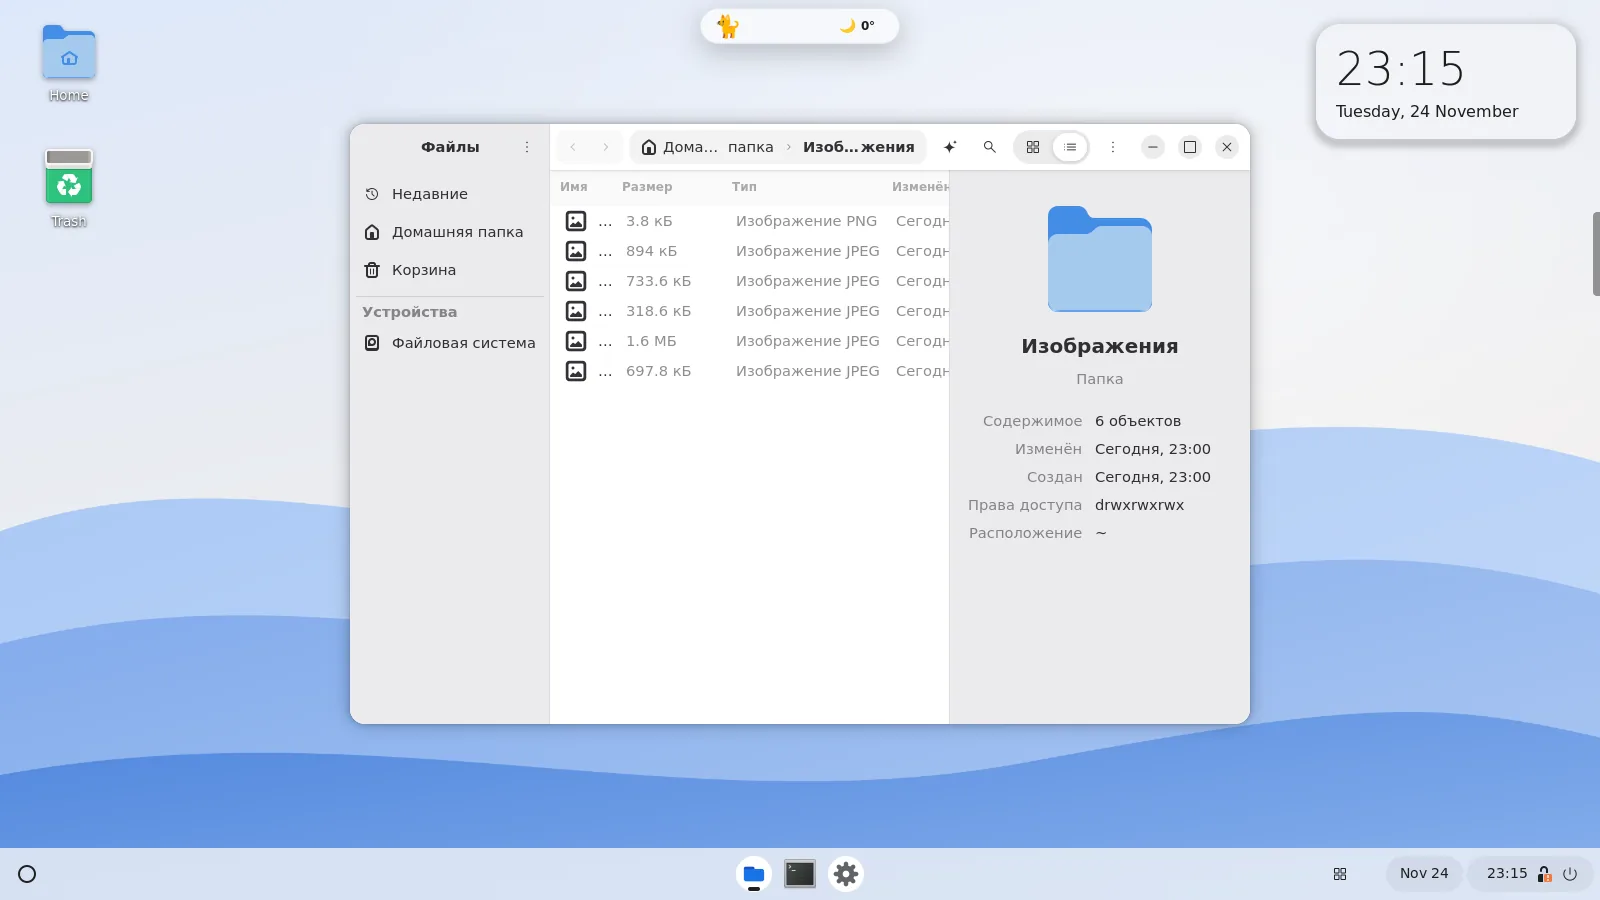 0°
Home
Trash
23:15
Tuesday, 24 November
Файлы
Дома… папка › Изоб…жения
Недавние
Домашняя папка
Корзина
Устройства
Файловая система
Имя Размер Тип Изменён
… 3.8 кБ Изображение PNG Сегодн
… 894 кБ Изображение JPEG Сегодн
… 733.6 кБ Изображение JPEG Сегодн
… 318.6 кБ Изображение JPEG Сегодн
… 1.6 МБ Изображение JPEG Сегодн
… 697.8 кБ Изображение JPEG Сегодн
Изображения
Папка
Содержимое 6 объектов
Изменён Сегодня, 23:00
Создан Сегодня, 23:00
Права доступа drwxrwxrwx
Расположение ~
Nov 24
23:15